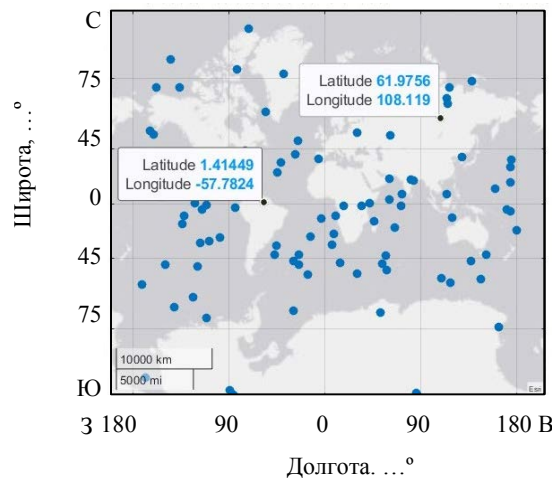 С
75
45
0
45
75
Ю
Широта, …º
Latitude 61.9756
Longitude 108.119
Latitude 1.41449
Longitude -57.7824
10000 km
5000 mi
Esri
З 180 90 0 90 180 В
Долгота. …º